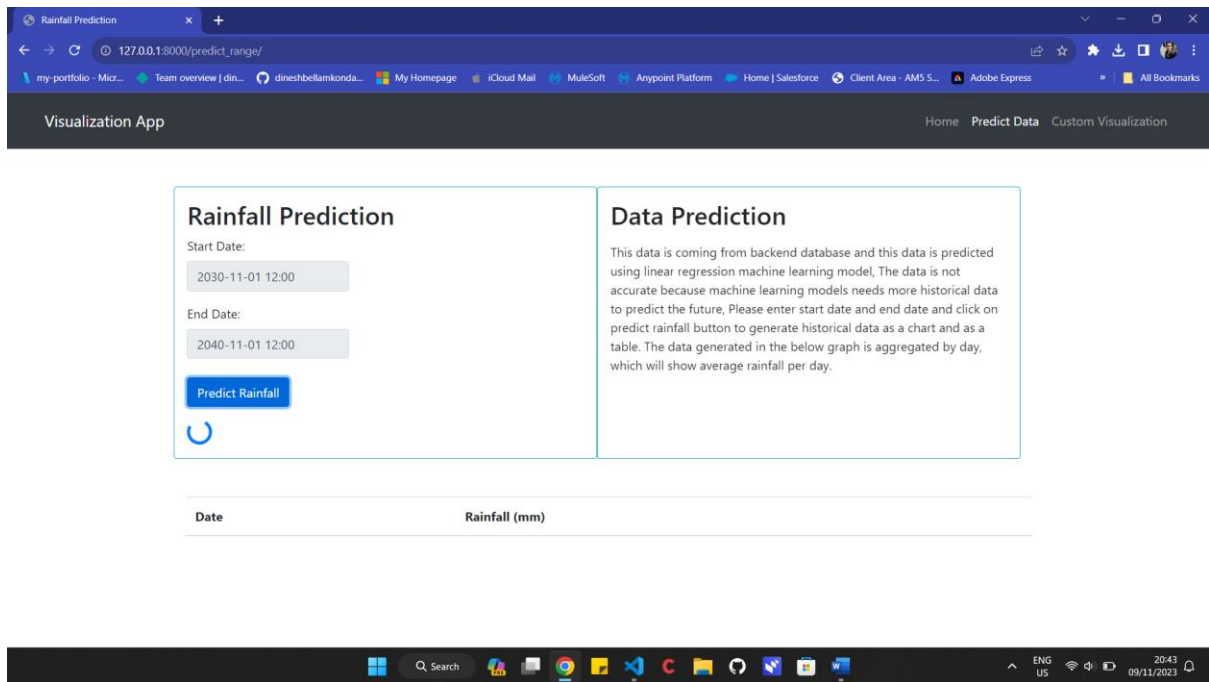 Rainfall Prediction
127.0.0.1:8000/predict_range/
my-portfolio - Micr... Team overview | din... dineshbellamkonda... My Homepage iCloud Mail MuleSoft Anypoint Platform Home | Salesforce Client Area - AMS S... Adobe Express » All Bookmarks
Visualization App Home Predict Data Custom Visualization
Rainfall Prediction
Start Date:
2030-11-01 12:00
End Date:
2040-11-01 12:00
Predict Rainfall
Data Prediction
This data is coming from backend database and this data is predicted
using linear regression machine learning model, The data is not
accurate because machine learning models needs more historical data
to predict the future, Please enter start date and end date and click on
predict rainfall button to generate historical data as a chart and as a
table. The data generated in the below graph is aggregated by day,
which will show average rainfall per day.
Date Rainfall (mm)
Search
ENG
US
20:43
09/11/2023